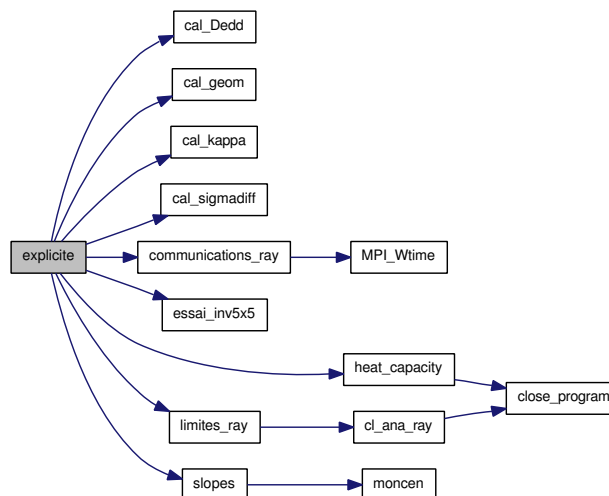 cal_Dedd
cal_geom
cal_kappa
cal_sigmadiff
explicite
communications_ray
MPI_Wtime
essai_inv5x5
heat_capacity
close_program
limites_ray
cl_ana_ray
slopes
moncen